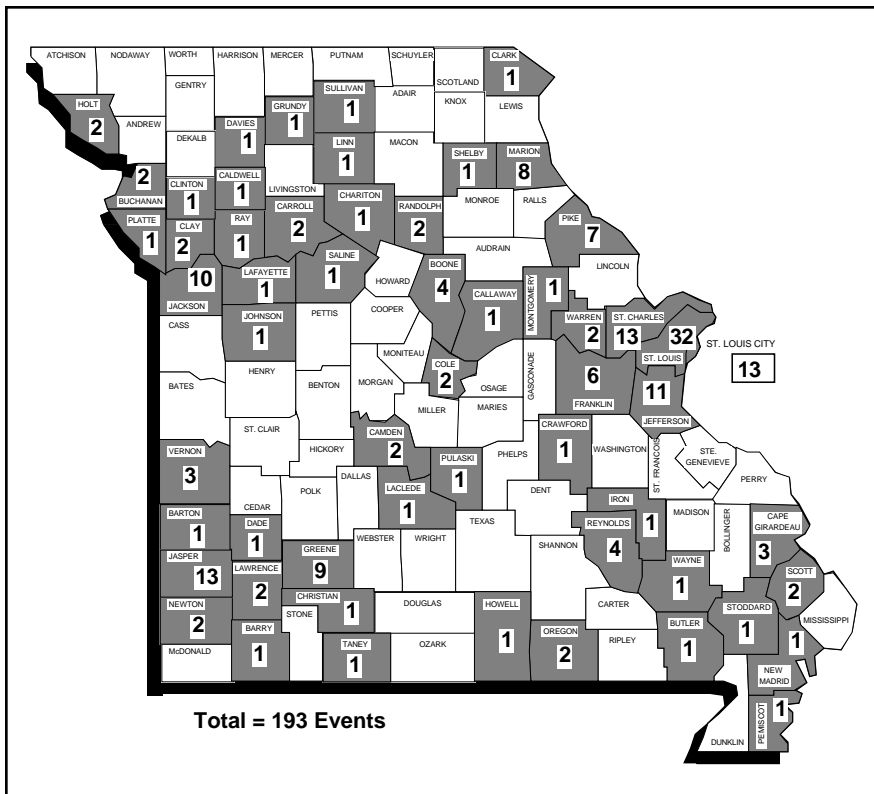 ATCHISON NODAWAY WORTH HARRISON MERCER PUTNAM SCHUYLER
SCOTLAND
CLARK
1
GENTRY
SULLIVAN
1
ADAIR
KNOX
LEWIS
HOLT
2
ANDREW
DEKALB
DAVIES
1
GRUNDY
1
LINN
1
MACON
SHELBY
1
MARION
8
2
BUCHANAN
CLINTON
1
CALDWELL
1
LIVINGSTON
CARROLL
2
CHARITON
1
RANDOLPH
2
MONROE
RALLS
PLATTE
1
CLAY
2
RAY
1
PIKE
7
AUDRAIN
10
JACKSON
LAFAYETTE
1
SALINE
1
HOWARD
BOONE
4
CALLAWAY
1
MONTGOMERY
1
LINCOLN
CASS
JOHNSON
1
PETTIS
COOPER
MONITEAU
WARREN
2
ST. CHARLES
13
32
ST. LOUIS
ST. LOUIS CITY
13
BATES
HENRY
BENTON
MORGAN
COLE
2
OSAGE
GASCONADE
6
FRANKLIN
11
JEFFERSON
MILLER
MARIES
ST. CLAIR
HICKORY
CAMDEN
2
PULASKI
1
PHELPS
CRAWFORD
1
WASHINGTON
ST. FRANCOIS
STE.
GENEVIEVE
PERRY
VERNON
3
CEDAR
POLK
DALLAS
LACLEDE
1
DENT
IRON
1
MADISON
BOLLINGER
CAPE
GIRARDEAU
3
BARTON
1
DADE
1
GREENE
9
WEBSTER
WRIGHT
TEXAS
SHANNON
REYNOLDS
4
WAYNE
1
SCOTT
2
JASPER
13
LAWRENCE
2
CHRISTIAN
1
DOUGLAS
HOWELL
1
CARTER
BUTLER
1
STODDARD
1
MISSISSIPPI
1
NEW
MADRID
NEWTON
2
STONE
McDONALD
BARRY
1
TANEY
1
OZARK
OREGON
2
RIPLEY
DUNKLIN
PEMISCOT
1
Total = 193 Events